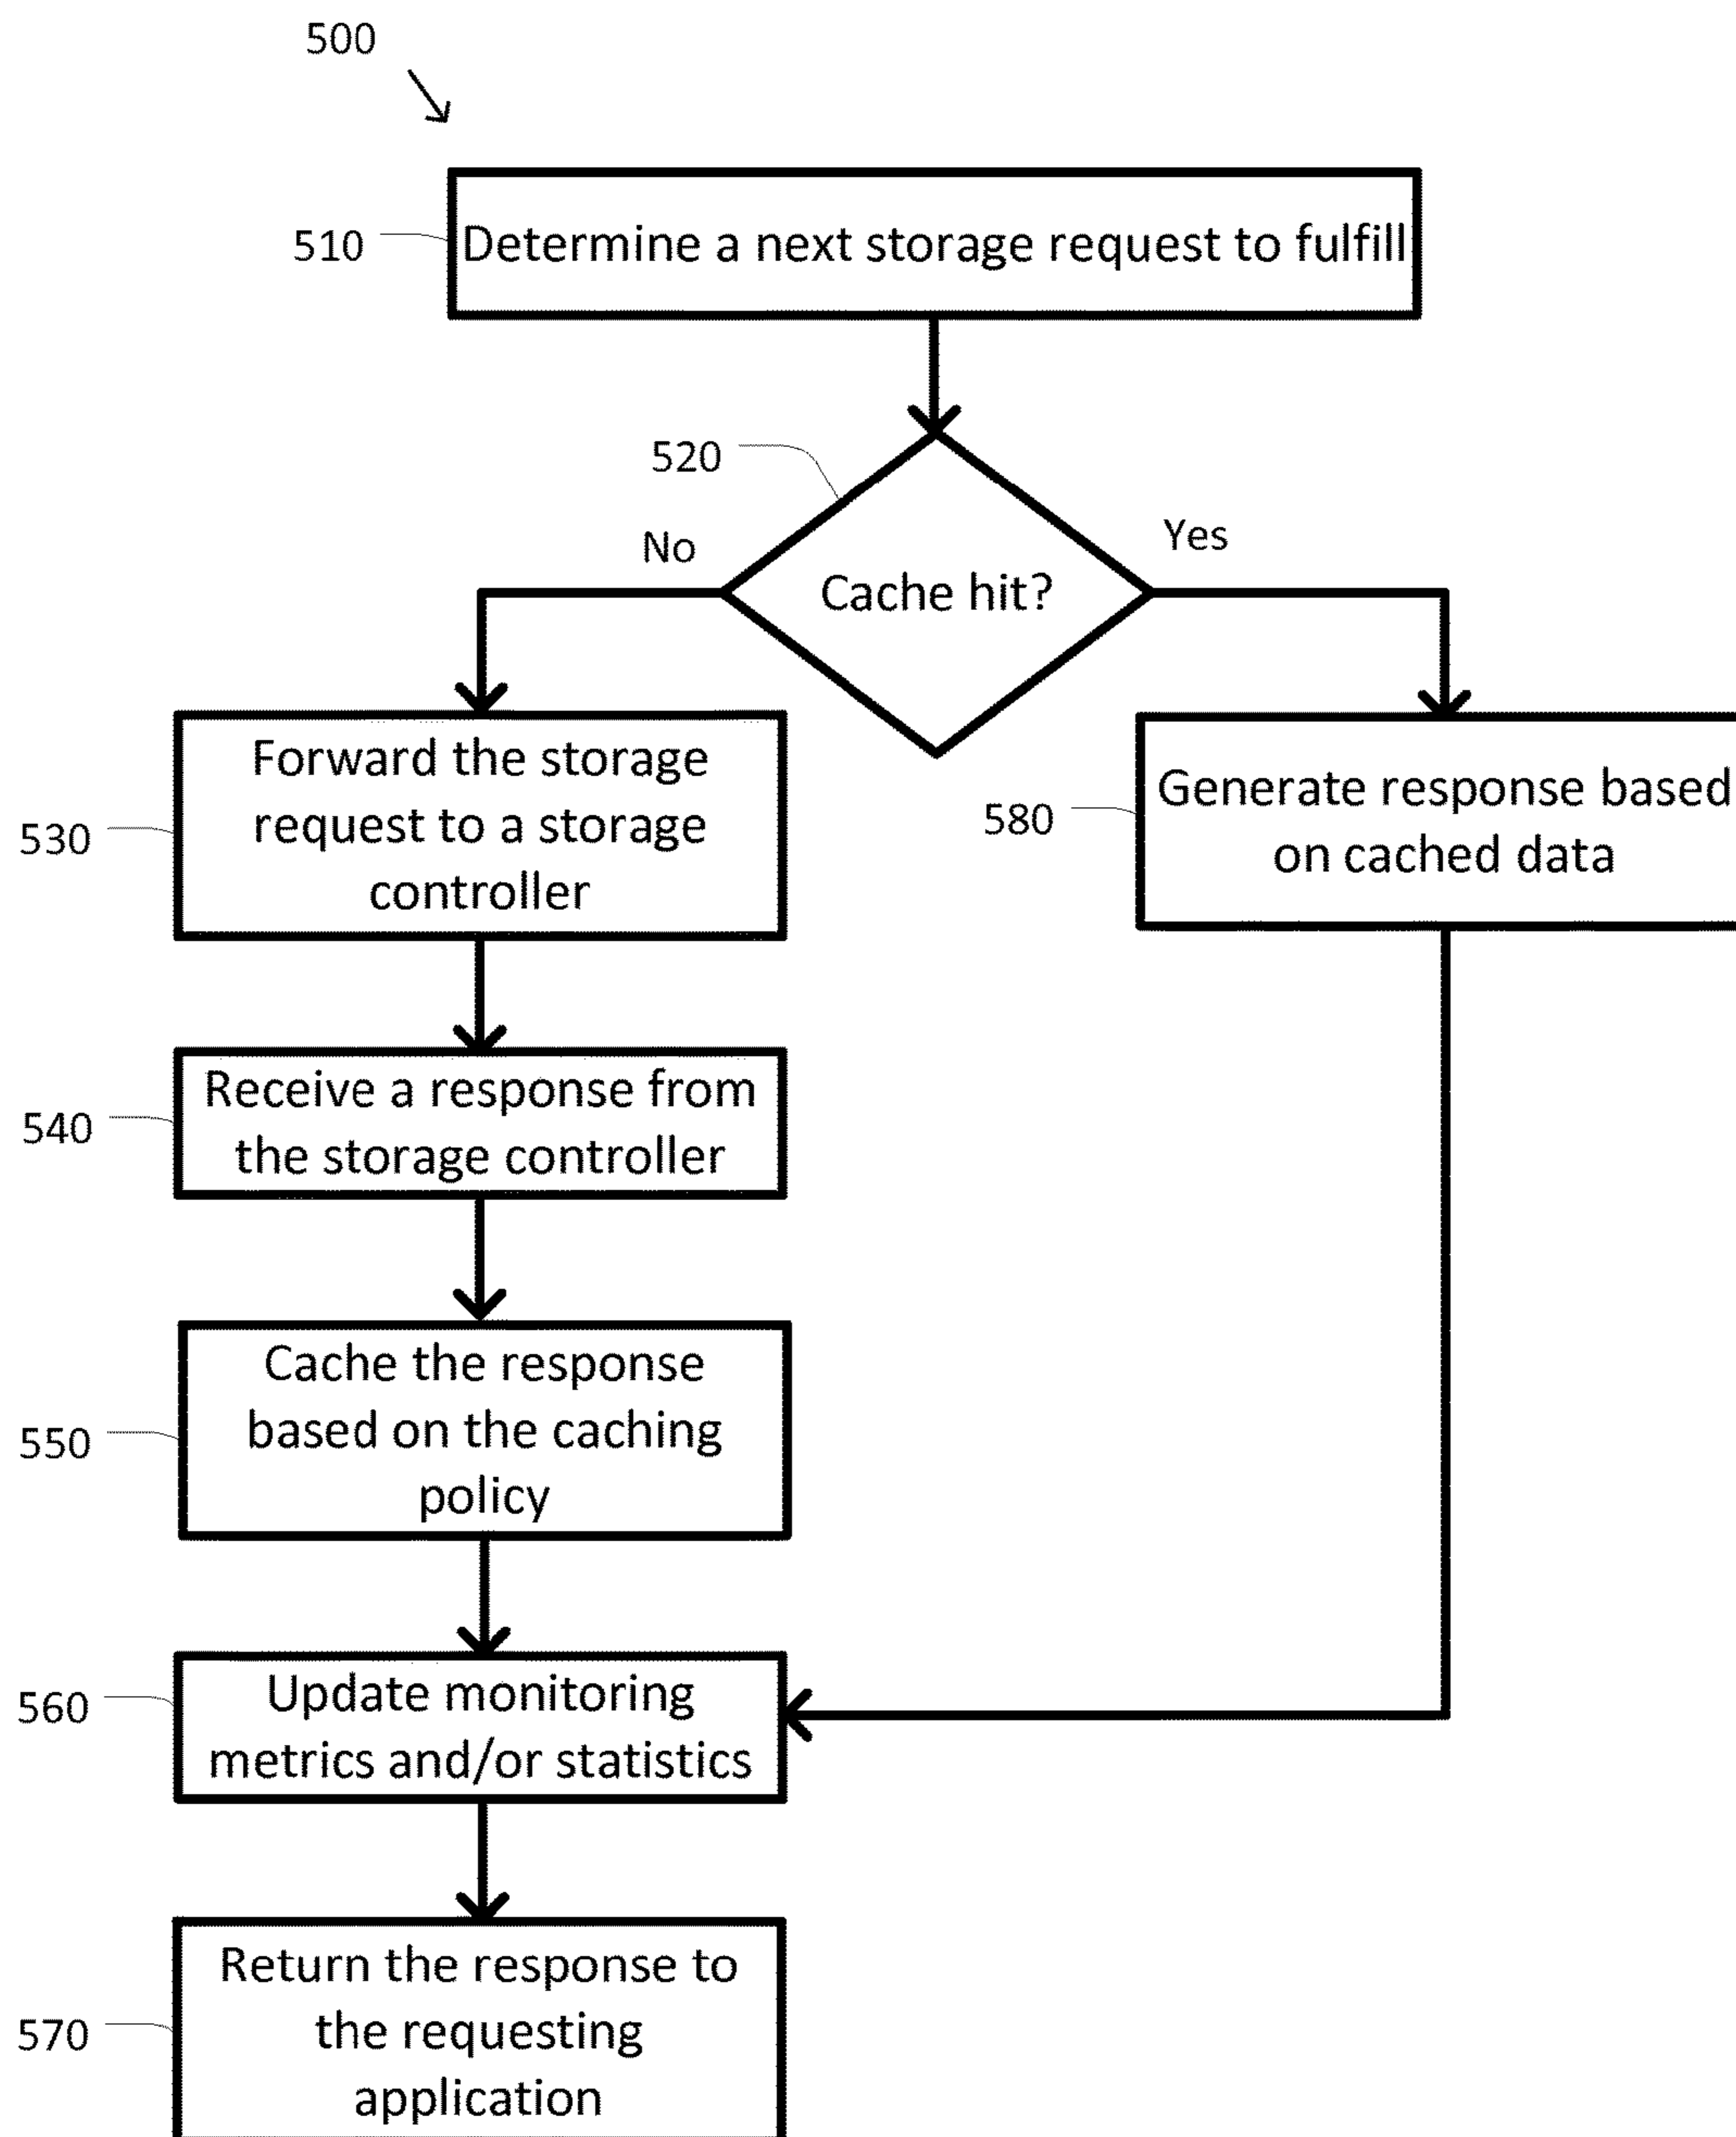 500
510
Determine a next storage request to fulfill
520
No
Yes
Cache hit?
530
Forward the storage
request to a storage
controller
580
Generate response based
on cached data
540
Receive a response from
the storage controller
550
Cache the response
based on the caching
policy
560
Update monitoring
metrics and/or statistics
570
Return the response to
the requesting
application